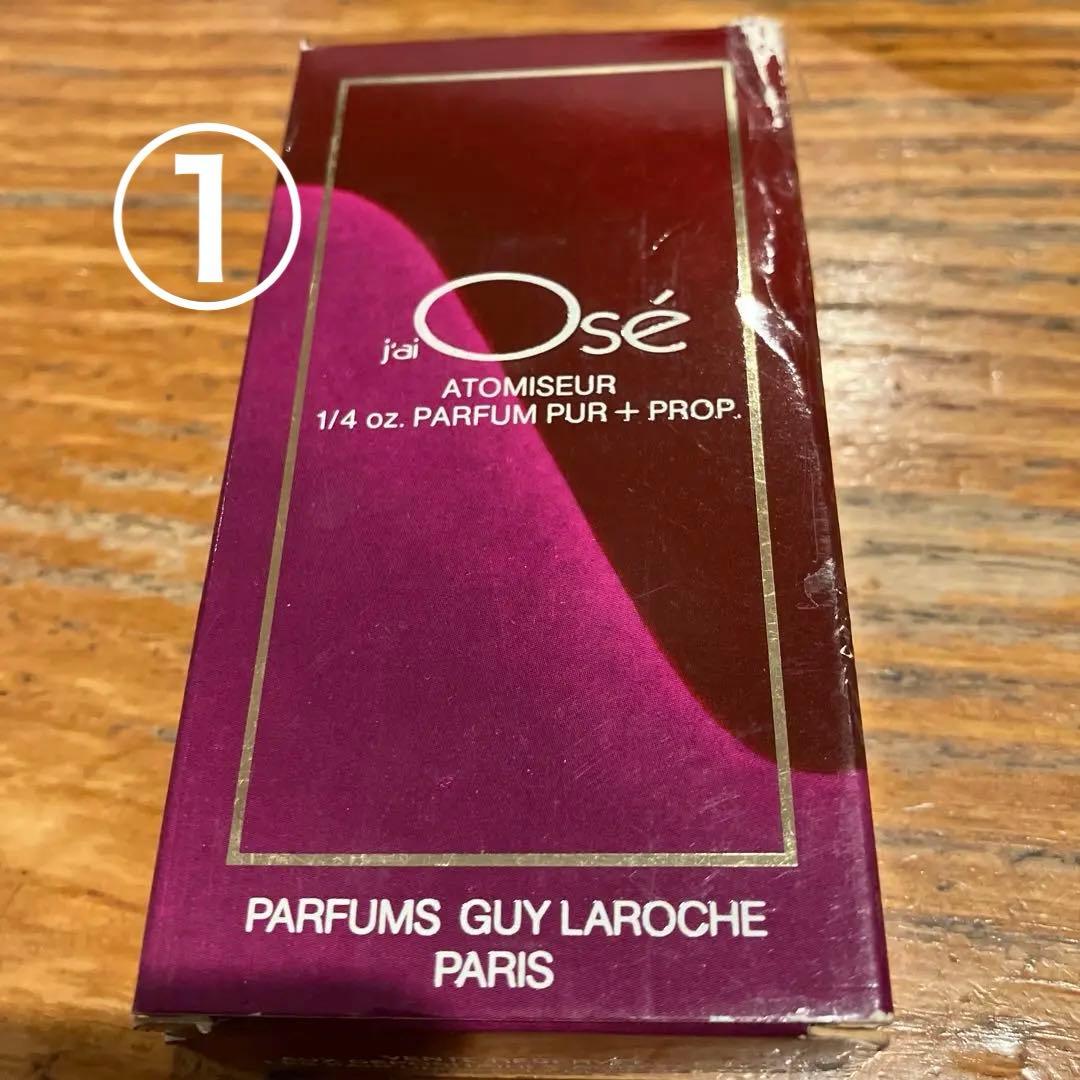 ①
j'ai Osé
ATOMISEUR
1/4 oz. PARFUM PUR + PROP.
PARFUMS GUY LAROCHE
PARIS